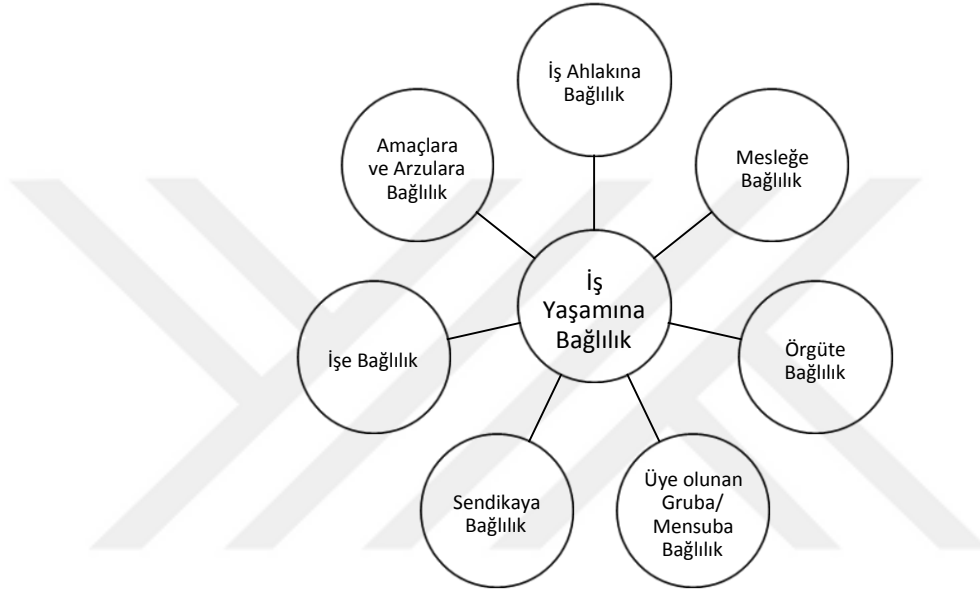 İş Ahlakına
Bağlılık
Mesleğe
Bağlılık
Örgüte
Bağlılık
Üye olunan
Gruba/
Mensuba
Bağlılık
Sendikaya
Bağlılık
İşe Bağlılık
Amaçlara
ve Arzulara
Bağlılık
İş
Yaşamına
Bağlılık